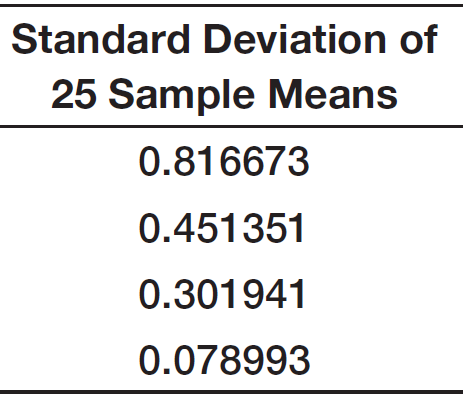 Standard Deviation of
25 Sample Means
0.816673
0.451351
0.301941
0.078993